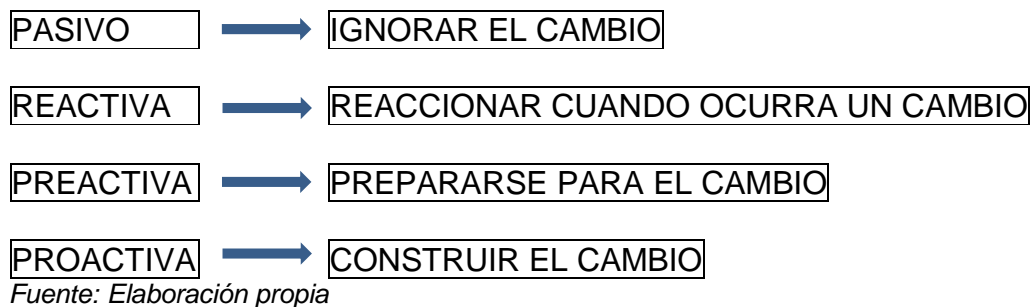 PASIVO IGNORAR EL CAMBIO
REACTIVA REACCIONAR CUANDO OCURRA UN CAMBIO
PREACTIVA PREPARARSE PARA EL CAMBIO
PROACTIVA CONSTRUIR EL CAMBIO
Fuente: Elaboración propia